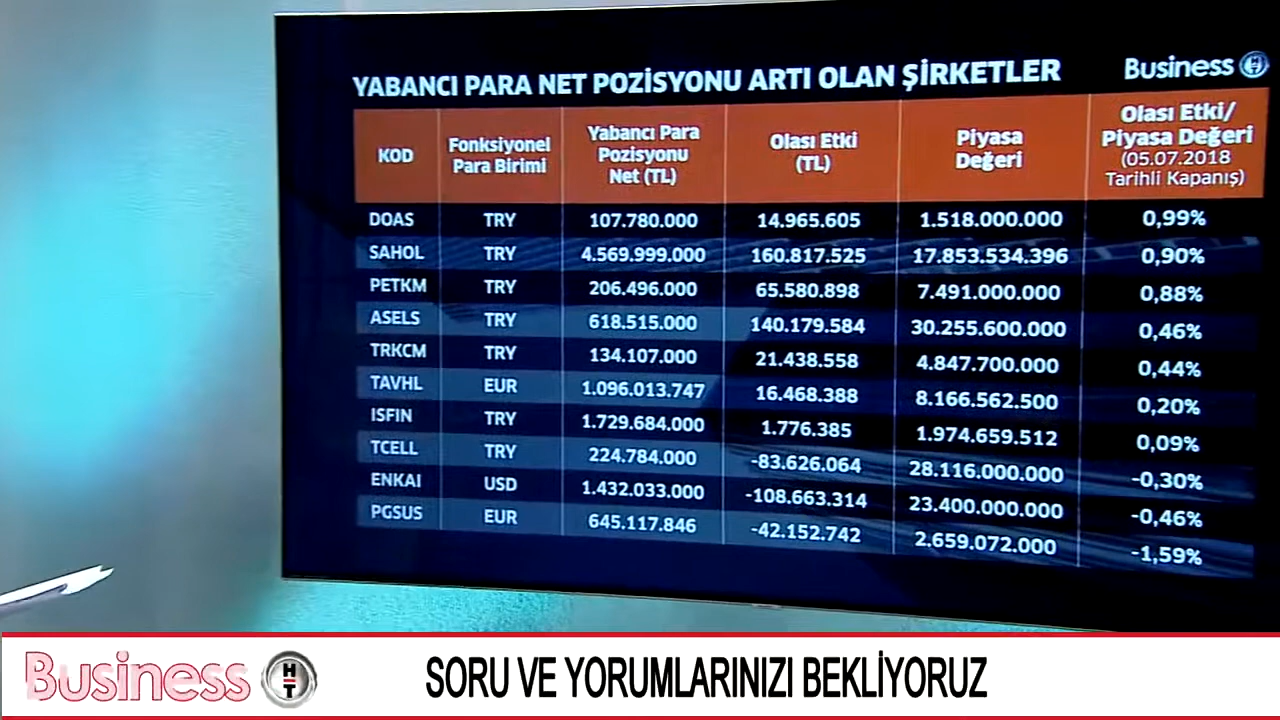 YABANCI PARA NET POZİSYONU ARTI OLAN ŞİRKETLER
Business HT
KOD
Fonksiyonel
Para Birimi
Yabancı Para
Pozisyonu
Net (TL)
Olası Etki
(TL)
Piyasa
Değeri
Olası Etki/
Piyasa Değeri
(05.07.2018
Tarihli Kapanış)
DOAS TRY 107.780.000 14.965.605 1.518.000.000 0,99%
SAHOL TRY 4.569.999.000 160.817.525 17.853.534.396 0,90%
PETKM TRY 206.496.000 65.580.898 7.491.000.000 0,88%
ASELS TRY 618.515.000 140.179.584 30.255.600.000 0,46%
TRKCM TRY 134.107.000 21.438.558 4.847.700.000 0,44%
TAVHL EUR 1.096.013.747 16.468.388 8.166.562.500 0,20%
ISFIN TRY 1.729.684.000 1.776.385 1.974.659.512 0,09%
TCELL TRY 224.784.000 -83.626.064 28.116.000.000 -0,30%
ENKAI USD 1.432.033.000 -108.663.314 23.400.000.000 -0,46%
PGSUS EUR 645.117.846 -42.152.742 2.659.072.000 -1,59%
Business HT
SORU VE YORUMLARINIZI BEKLİYORUZ